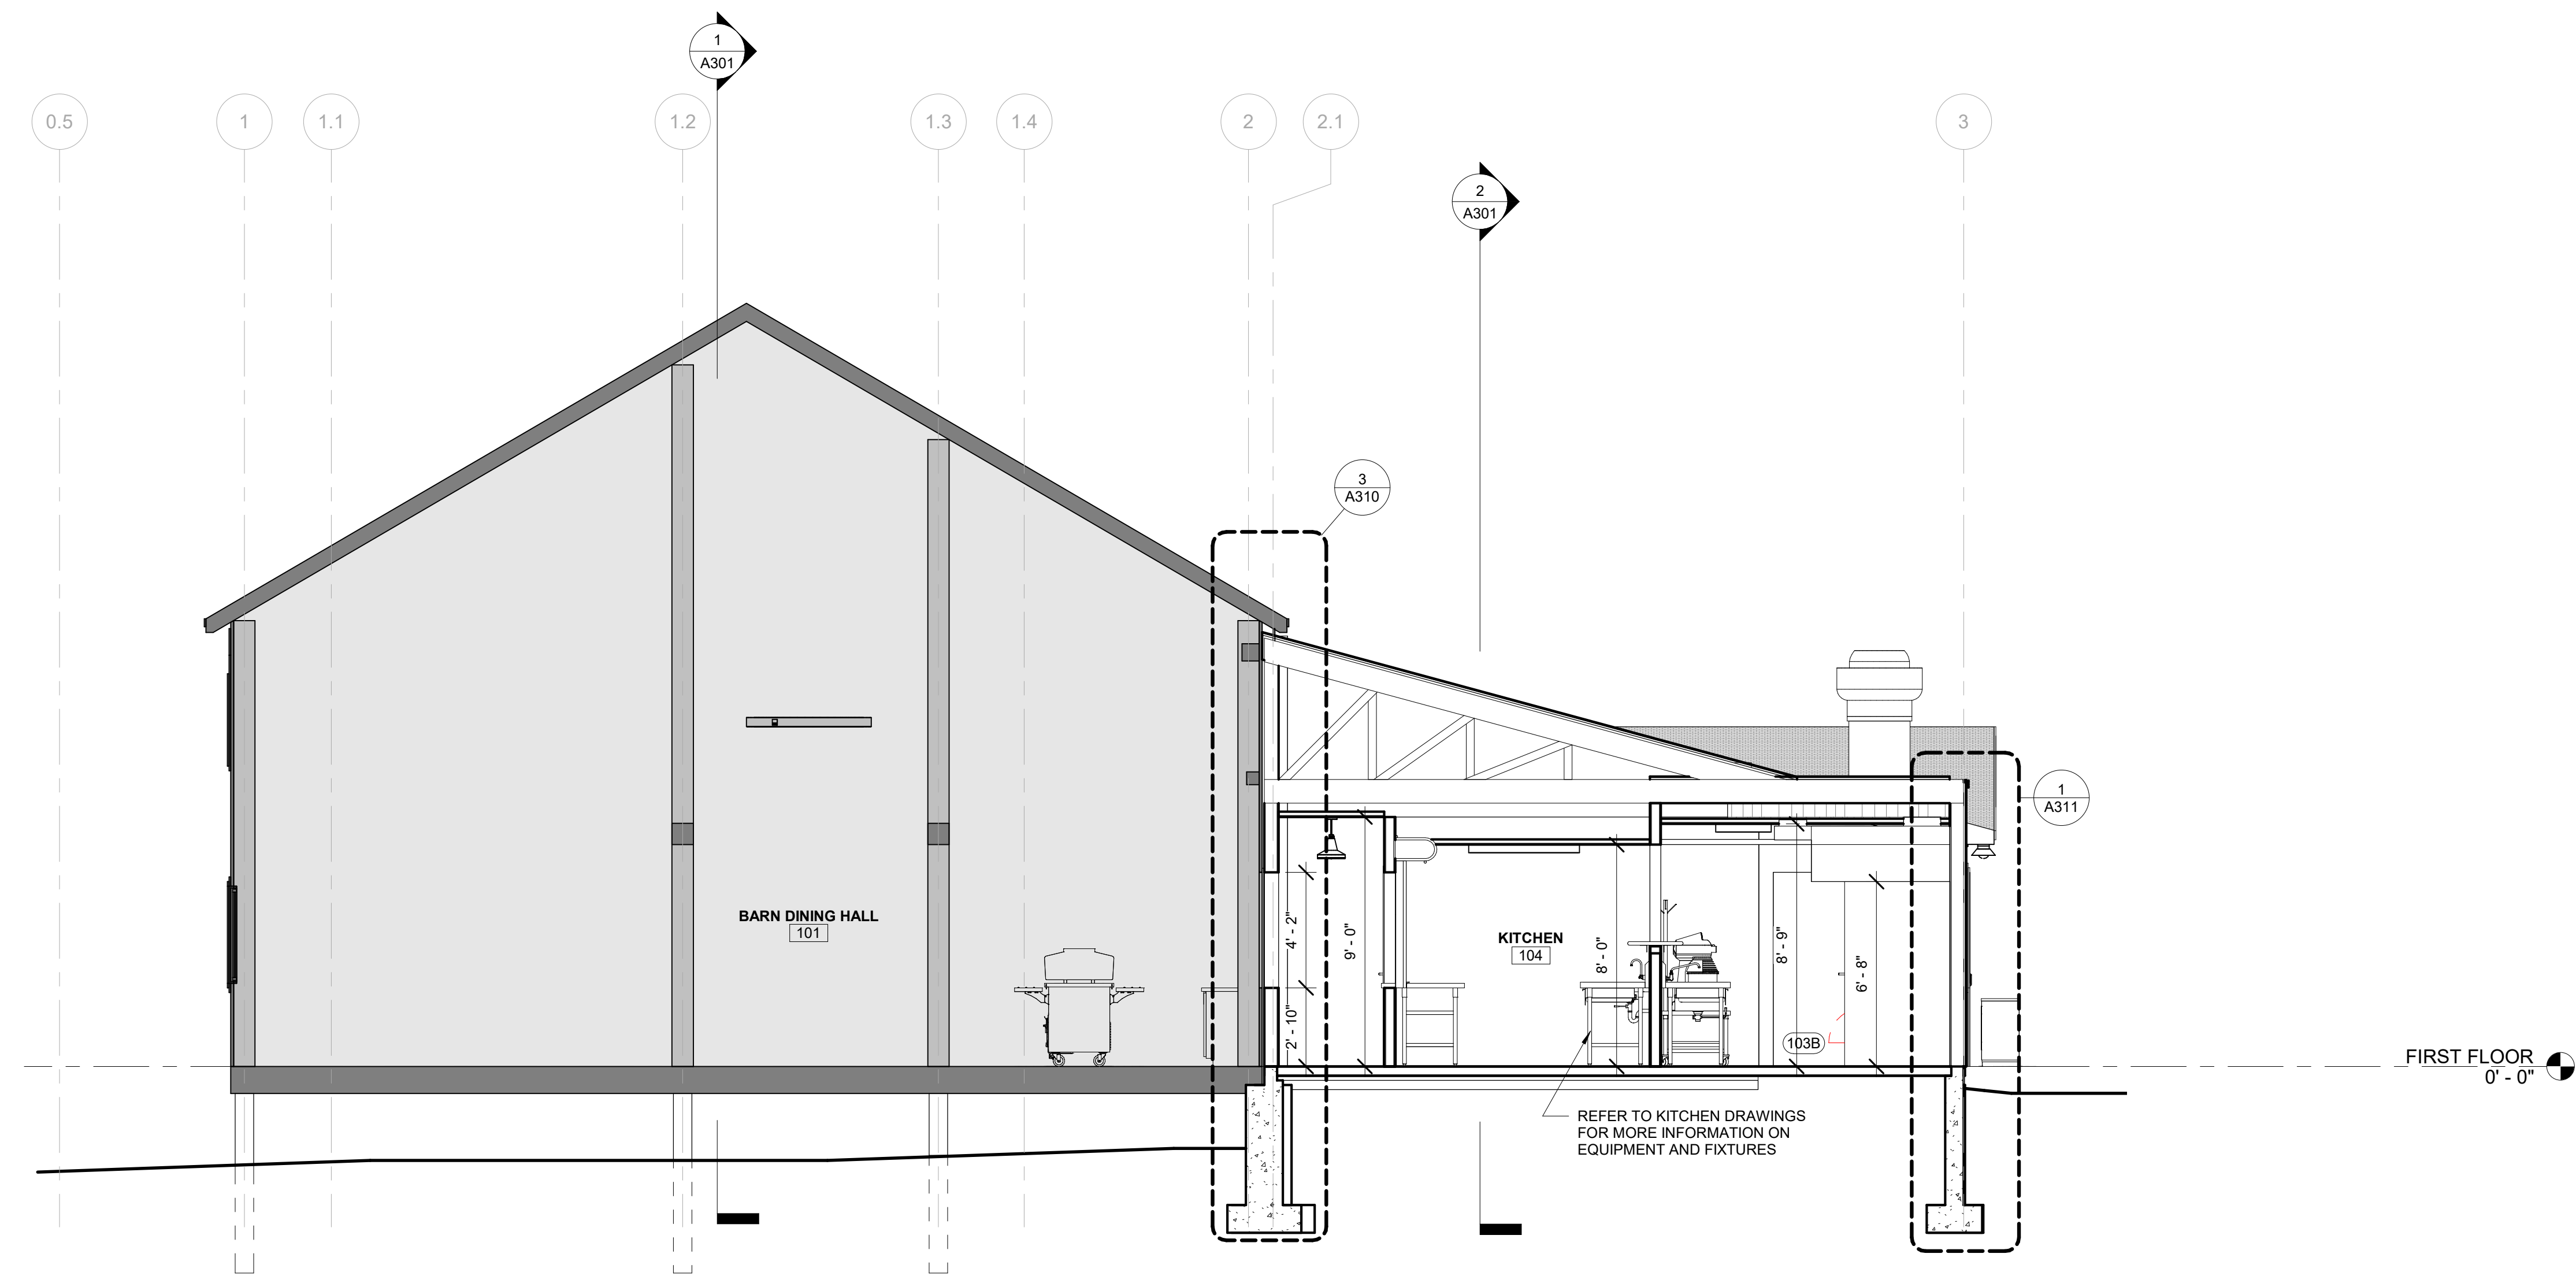 1
A301
0.5
1
1.1
1.2
1.3
1.4
2
2.1
3
2
A301
3
A310
1
A311
BARN DINING HALL
101
KITCHEN
104
4' - 2"
2' - 10"
9' - 0"
8' - 0"
8' - 9"
6' - 8"
103B
FIRST FLOOR
0' - 0"
REFER TO KITCHEN DRAWINGS
FOR MORE INFORMATION ON
EQUIPMENT AND FIXTURES